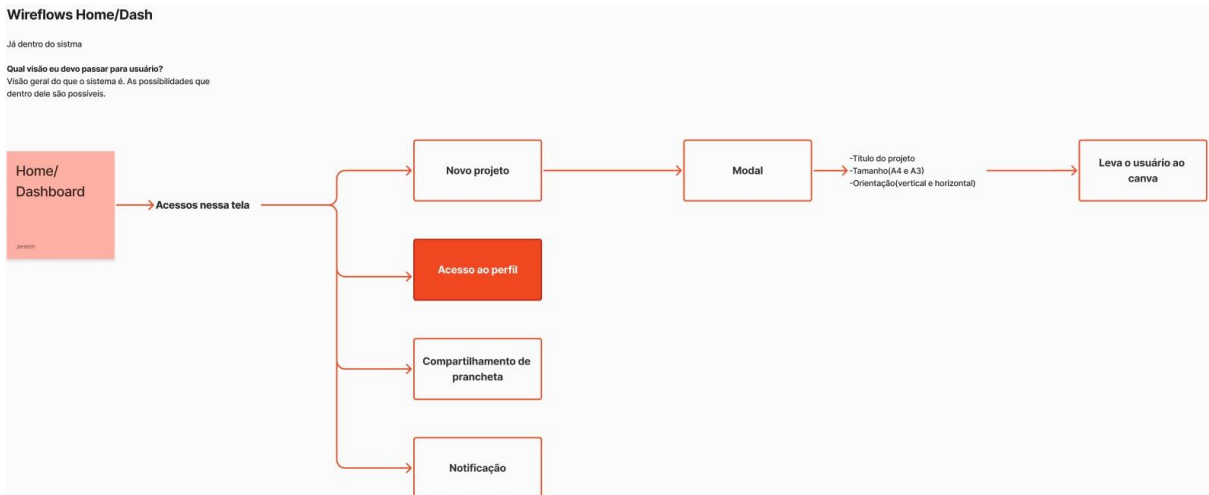 Wireflows Home/Dash
Já dentro do sistma
Qual visão eu devo passar para usuário?
Visão geral do que o sistema é. As possibilidades que
dentro dele são possíveis.
Home/
Dashboard
Acessos nessa tela
Novo projeto
Modal
-Título do projeto
-Tamanho(A4 e A3)
-Orientação(vertical e horizontal)
Leva o usuário ao
canva
Acesso ao perfil
Compartilhamento de
prancheta
Notificação